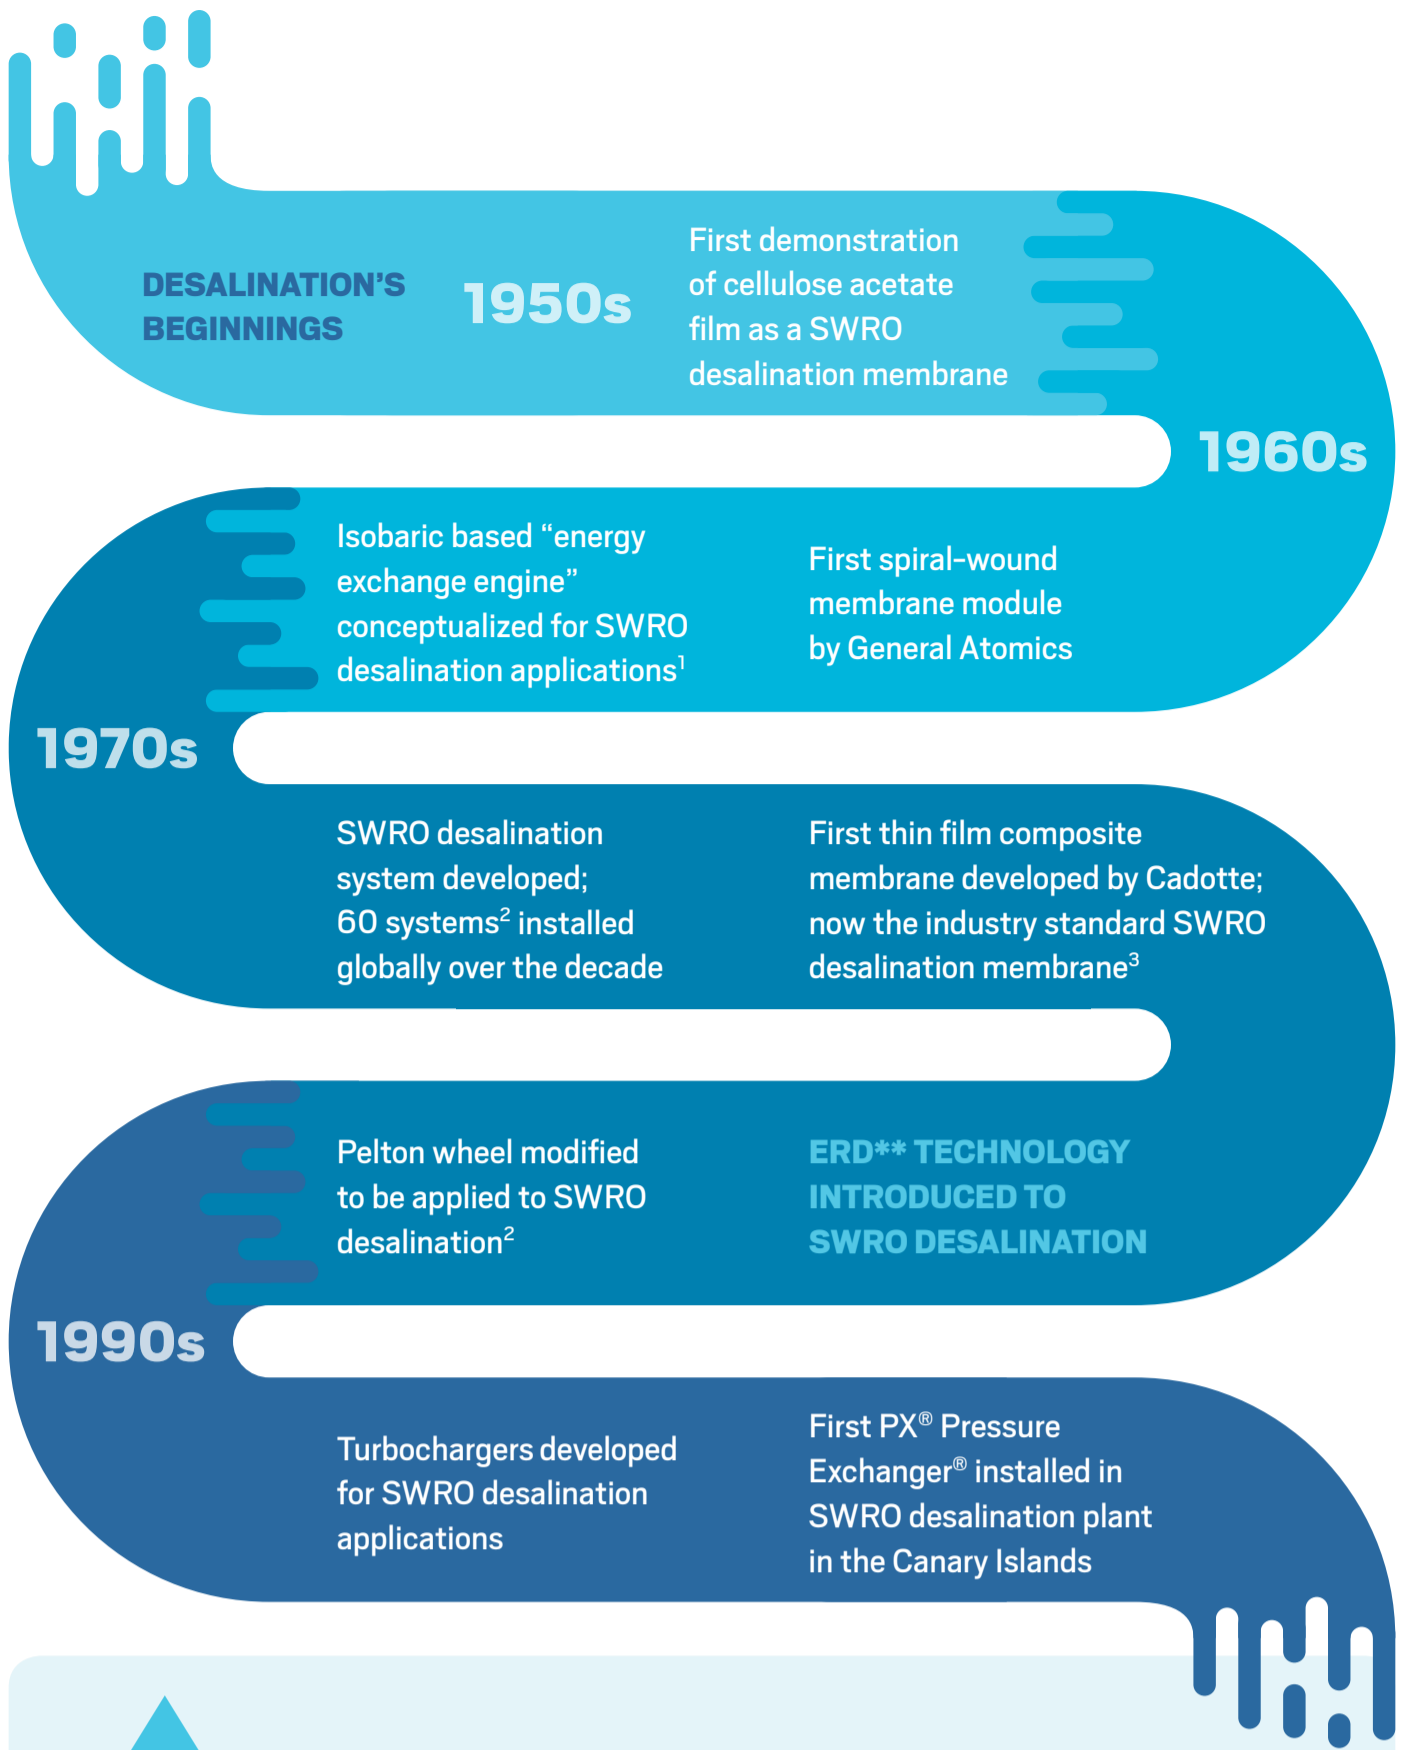 DESALINATION’S
BEGINNINGS
1950s
First demonstration
of cellulose acetate
film as a SWRO
desalination membrane
1960s
First spiral-wound
membrane module
by General Atomics
Isobaric based “energy
exchange engine”
conceptualized for SWRO
desalination applications¹
1970s
SWRO desalination
system developed;
60 systems² installed
globally over the decade
First thin film composite
membrane developed by Cadotte;
now the industry standard SWRO
desalination membrane³
ERD** TECHNOLOGY
INTRODUCED TO
SWRO DESALINATION
Pelton wheel modified
to be applied to SWRO
desalination²
1990s
Turbochargers developed
for SWRO desalination
applications
First PX® Pressure
Exchanger® installed in
SWRO desalination plant
in the Canary Islands